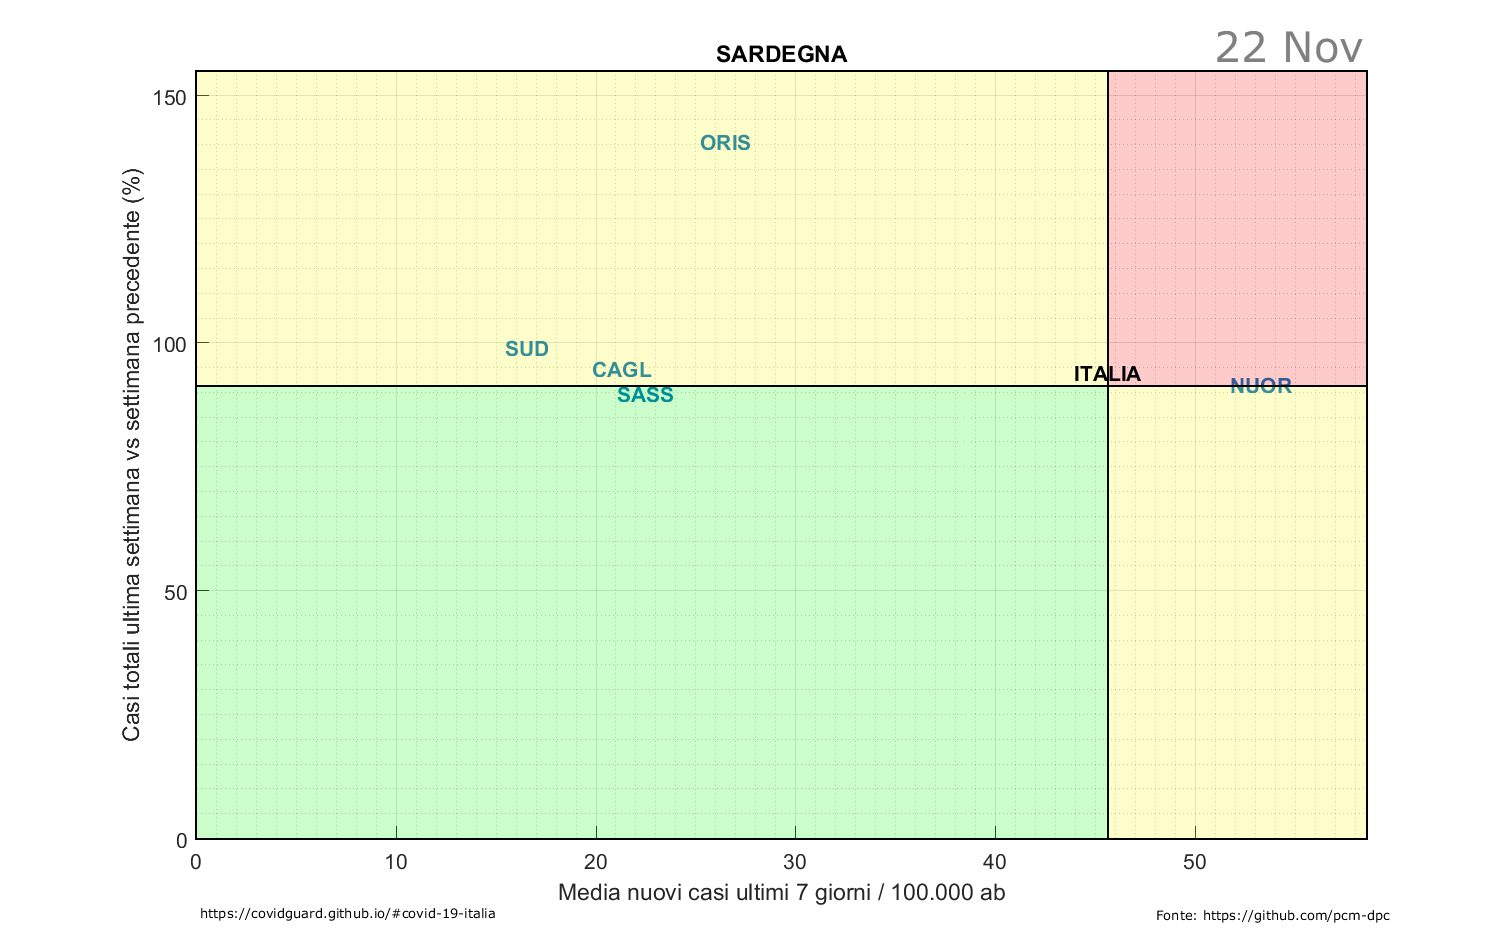 SARDEGNA
22 Nov
150
100
50
0
Casi totali ultima settimana vs settimana precedente (%)
ORIS
SUD
CAGL
SASS
ITALIA
NUOR
0 10 20 30 40 50
Media nuovi casi ultimi 7 giorni / 100.000 ab
https://covidguard.github.io/#covid-19-italia
Fonte: https://github.com/pcm-dpc